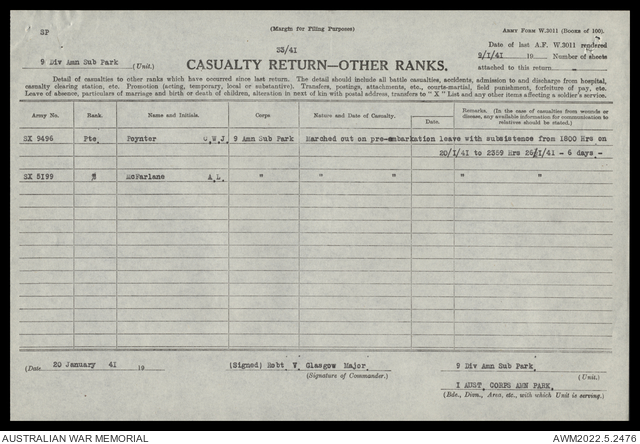 SP
(Margin for Filing Purposes)
ARMY FORM W.3011 (BOOKS OF 100).
33/41
Date of last A.F. W.3011 rendered
9 Div Amn Sub Park (Unit.)
9/1/41 19 Number of sheets
CASUALTY RETURN—OTHER RANKS.
attached to this return -
Detail of casualties to other ranks which have occurred since last return. The detail should include all battle casualties, accidents, admission to and discharge from hospital,
casualty clearing station, etc. Promotion (acting, temporary, local or substantive). Transfers, postings, attachments, etc., courts-martial, field punishment, forfeiture of pay, etc.
Leave of absence, particulars of marriage and birth or death of children, alteration in next of kin with postal address, transfers to "X" List and any other items affecting a soldier's service.
Army No. Rank. Name and Initials. Corps Nature and Date of Casualty. Date. Remarks. (In the case of casualties from wounds or disease, any available information for communication to relatives should be stated.)
SX 9496 Pte Poynter C.W.J. 9 Amn Sub Park Marched out on pre-embarkation leave with subsistence from 1800 Hrs on
20/1/41 to 2359 Hrs 26/1/41 - 6 days -
SX 5199 " McFarlane A.L. " " " "
(Date 20 January 41 19
(Signed) Robt V Glasgow Major
(Signature of Commander.)
9 Div Amn Sub Park.
(Unit.)
I AUST. CORPS AMN PARK.
(Bde., Divn., Area, etc., with which Unit is serving.)
AUSTRALIAN WAR MEMORIAL
AWM2022.5.2476